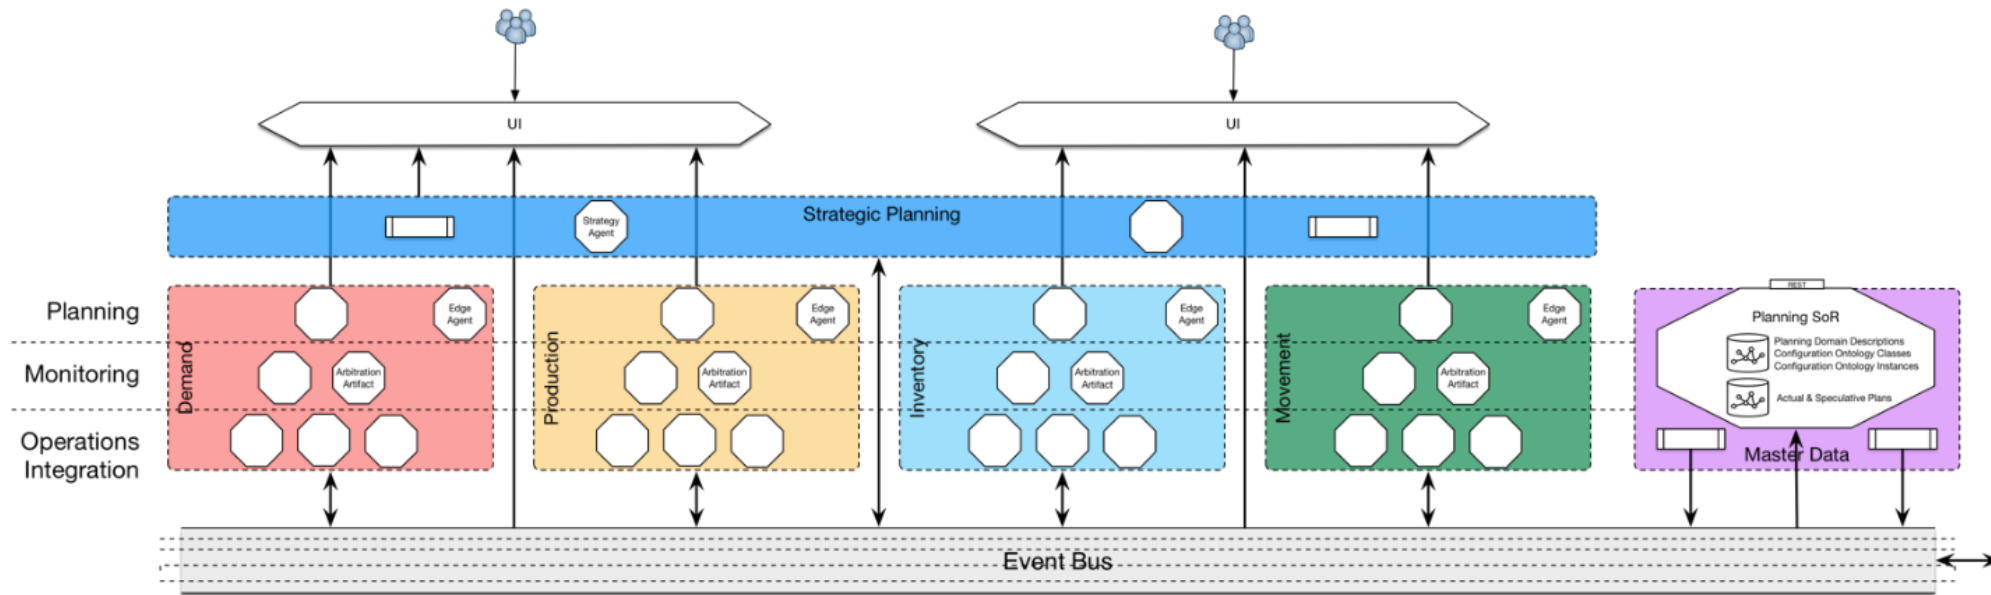 UI
UI
Strategic Planning
Strategy
Agent
Planning
Monitoring
Operations
Integration
Demand
Edge
Agent
Arbitration
Artifact
Production
Edge
Agent
Arbitration
Artifact
Inventory
Edge
Agent
Arbitration
Artifact
Movement
Edge
Agent
Arbitration
Artifact
REST
Planning SoR
Planning Domain Descriptions
Configuration Ontology Classes
Configuration Ontology Instances
Actual & Speculative Plans
Master Data
Event Bus